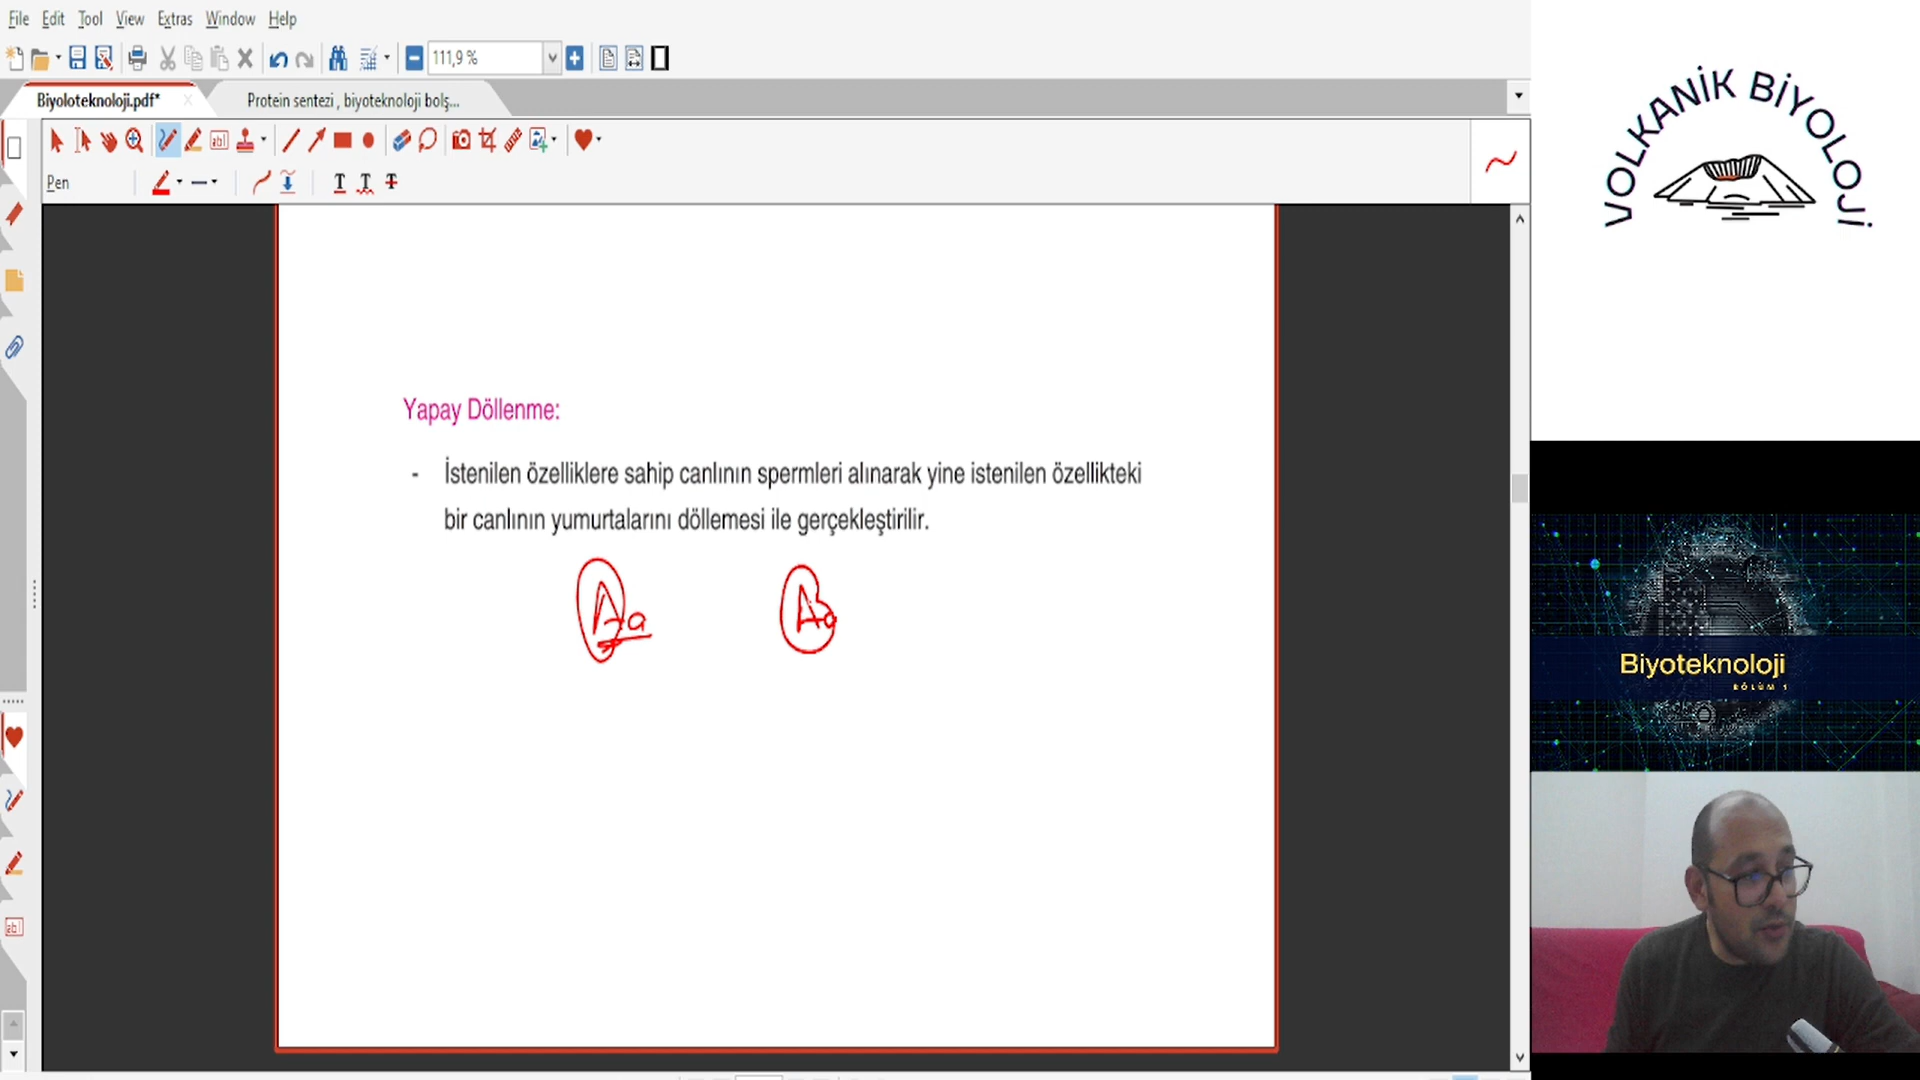 File Edit Tool View Extras Window Help
111,9 %
Biyoloteknoloji.pdf*
Protein sentezi , biyoteknoloji bolş...
Pen
Yapay Döllenme:
- İstenilen özelliklere sahip canlının spermleri alınarak yine istenilen özellikteki
bir canlının yumurtalarını döllemesi ile gerçekleştirilir.
Aa Aa
VOLKANİK BİYOLOJİ
Biyoteknoloji
BÖLÜM 1